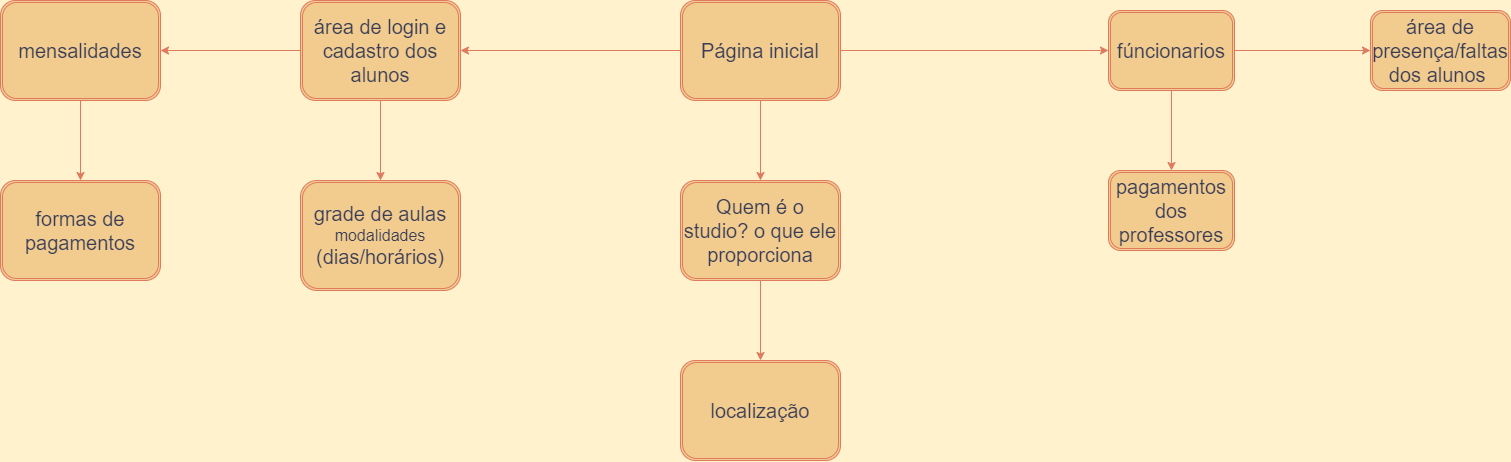 mensalidades
área de login e
cadastro dos
alunos
Página inicial
fúncionarios
área de
presença/faltas
dos alunos
formas de
pagamentos
grade de aulas
modalidades
(dias/horários)
Quem é o
studio? o que ele
proporciona
pagamentos
dos
professores
localização